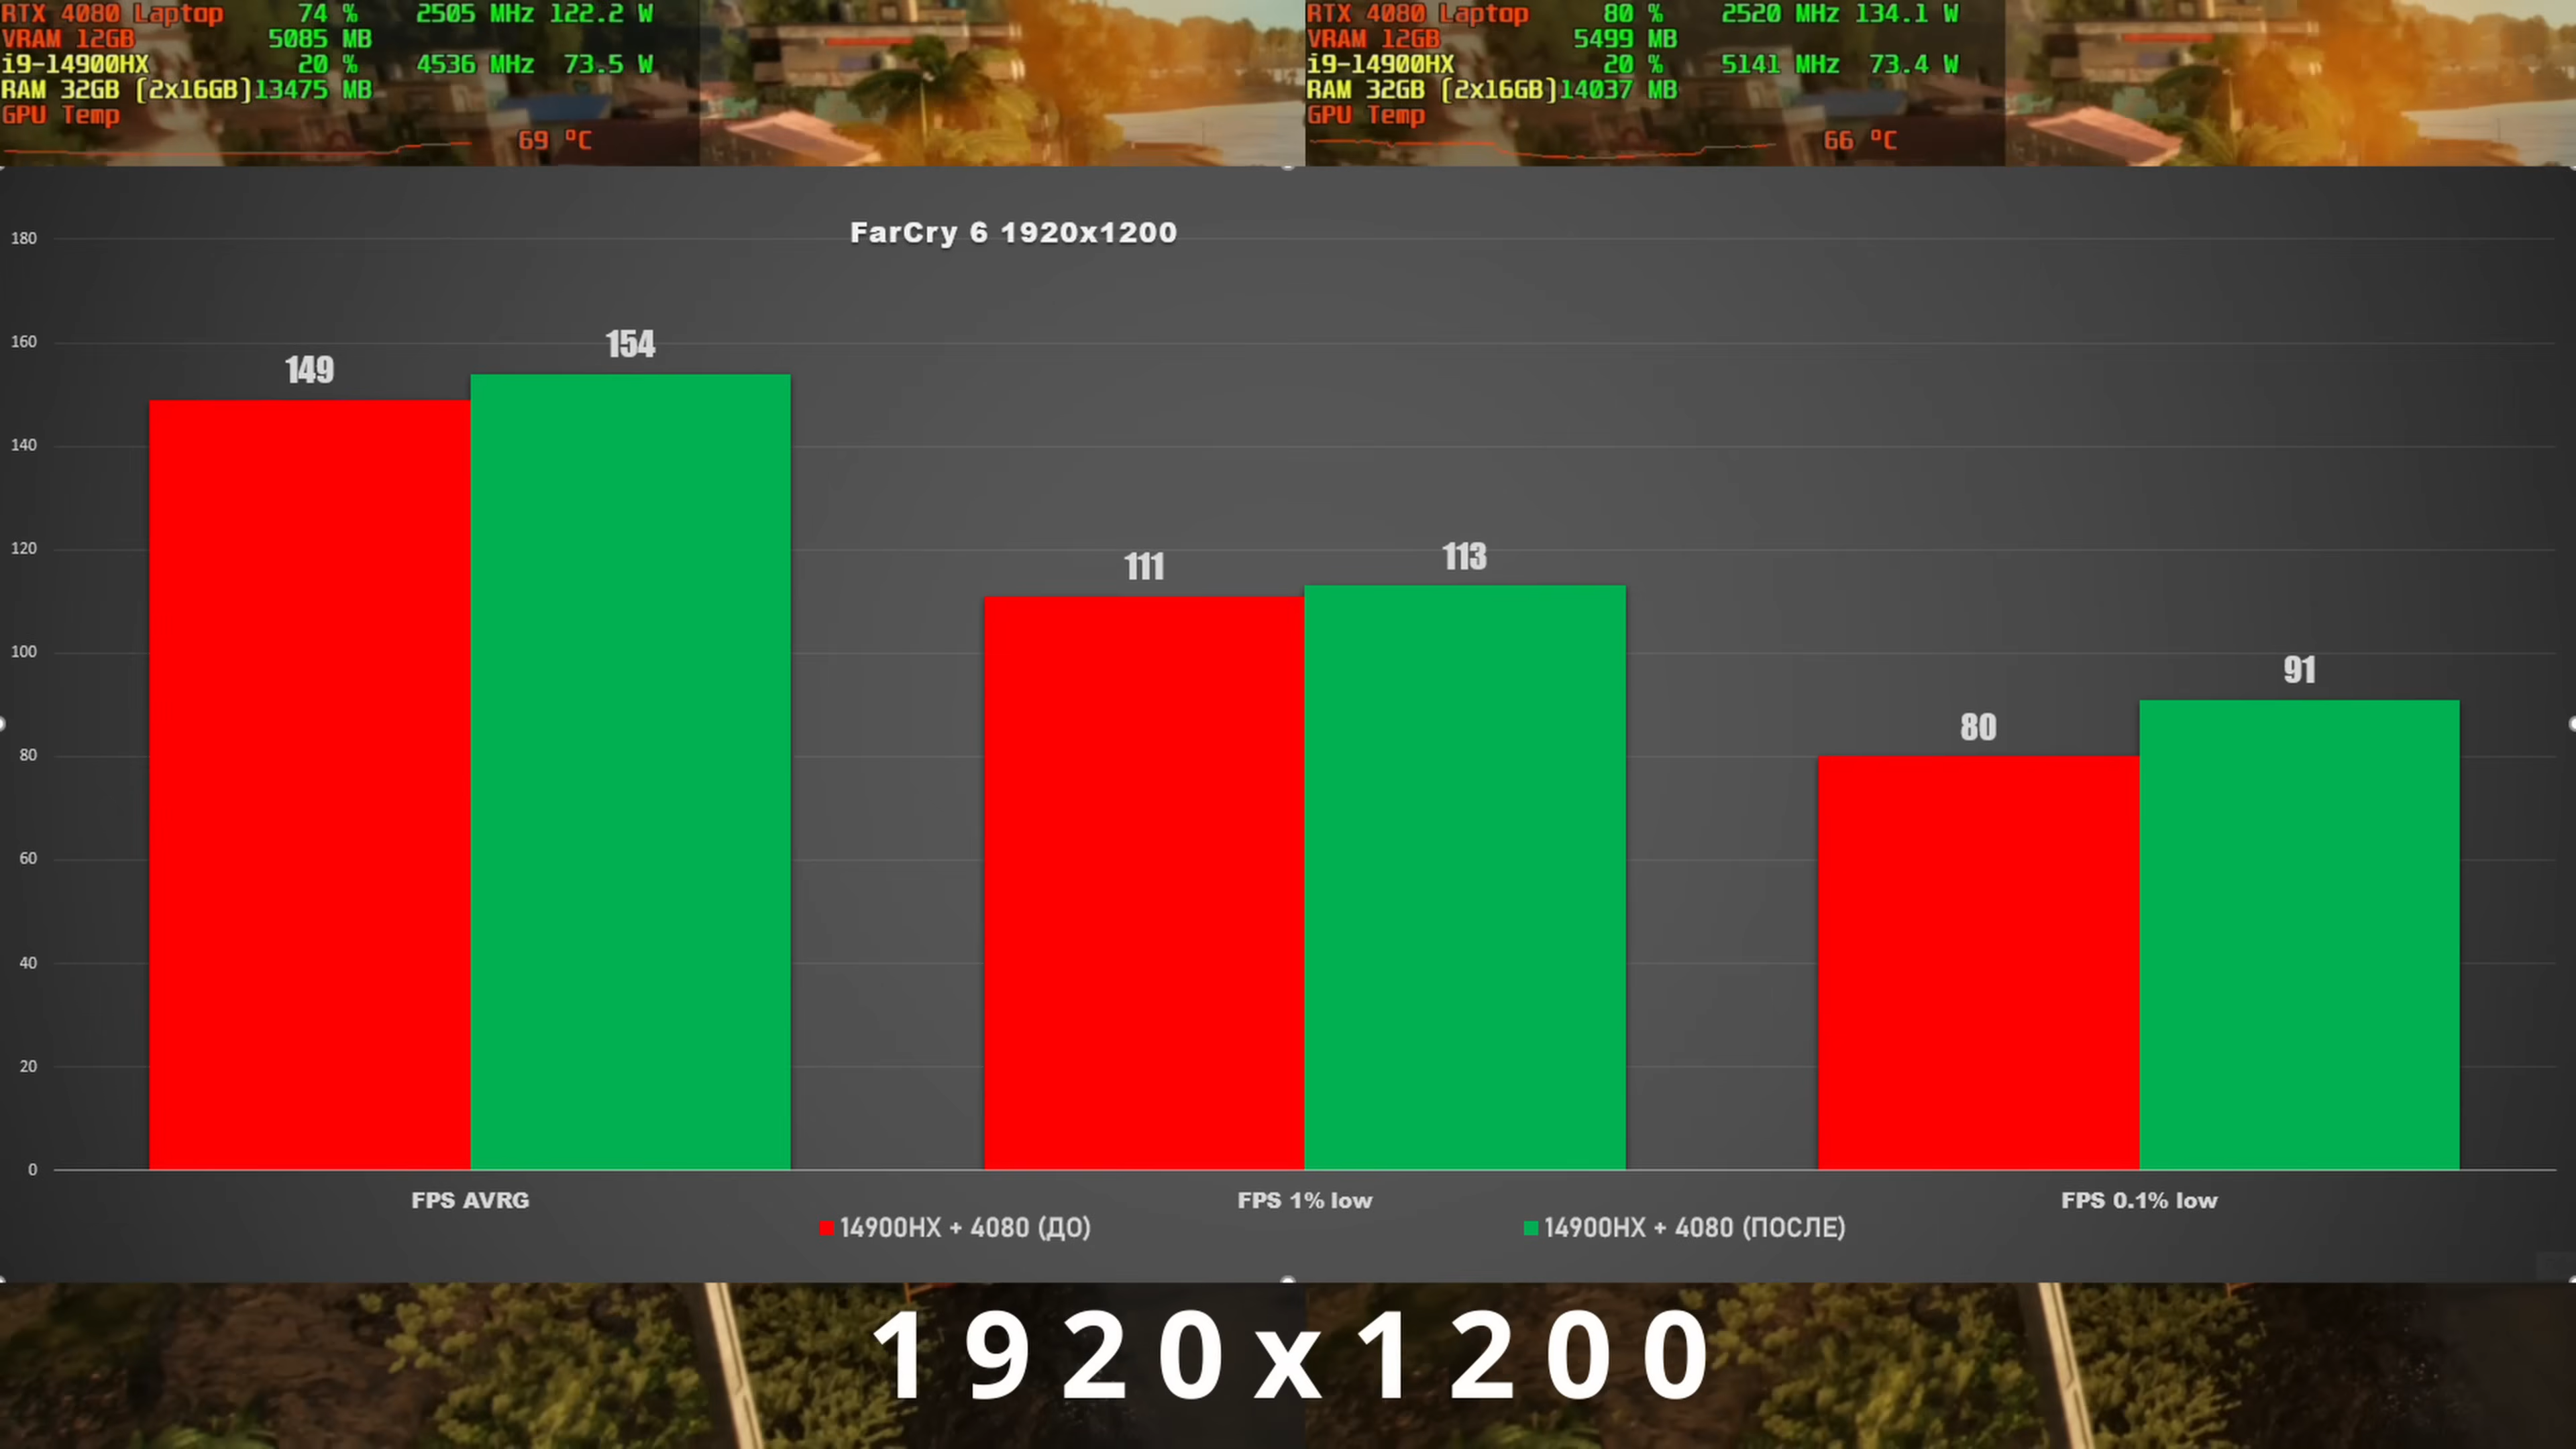 RTX 4080 Laptop 74 % 2505 MHz 122.2 W
VRAM 12GB 5085 MB
i9-14900HX 20 % 4536 MHz 73.5 W
RAM 32GB [2x16GB]13475 MB
GPU Temp
69 °C
RTX 4080 Laptop 80 % 2520 MHz 134.1 W
VRAM 12GB 5499 MB
i9-14900HX 20 % 5141 MHz 73.4 W
RAM 32GB [2x16GB]14037 MB
GPU Temp
66 °C
FarCry 6 1920x1200
180
160
140
120
100
80
60
40
20
0
149
154
111
113
80
91
FPS AVRG
FPS 1% low
FPS 0.1% low
14900HX + 4080 (ДО)
14900HX + 4080 (ПОСЛЕ)
1920x1200